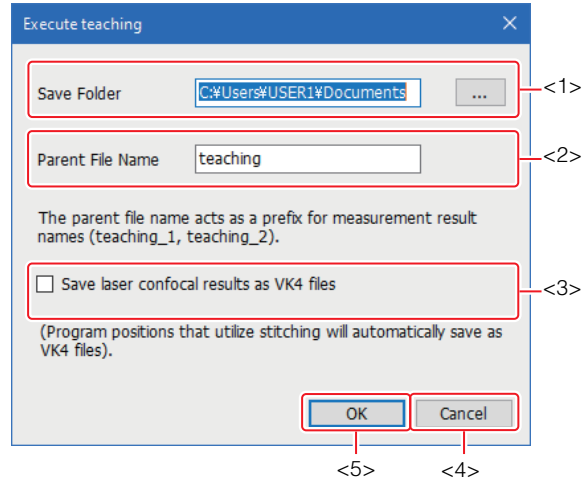 Execute teaching
Save Folder C:¥Users¥USER1¥Documents ... <1>
Parent File Name teaching <2>
The parent file name acts as a prefix for measurement result
names (teaching_1, teaching_2).
Save laser confocal results as VK4 files <3>
(Program positions that utilize stitching will automatically save as
VK4 files).
OK Cancel
<5> <4>